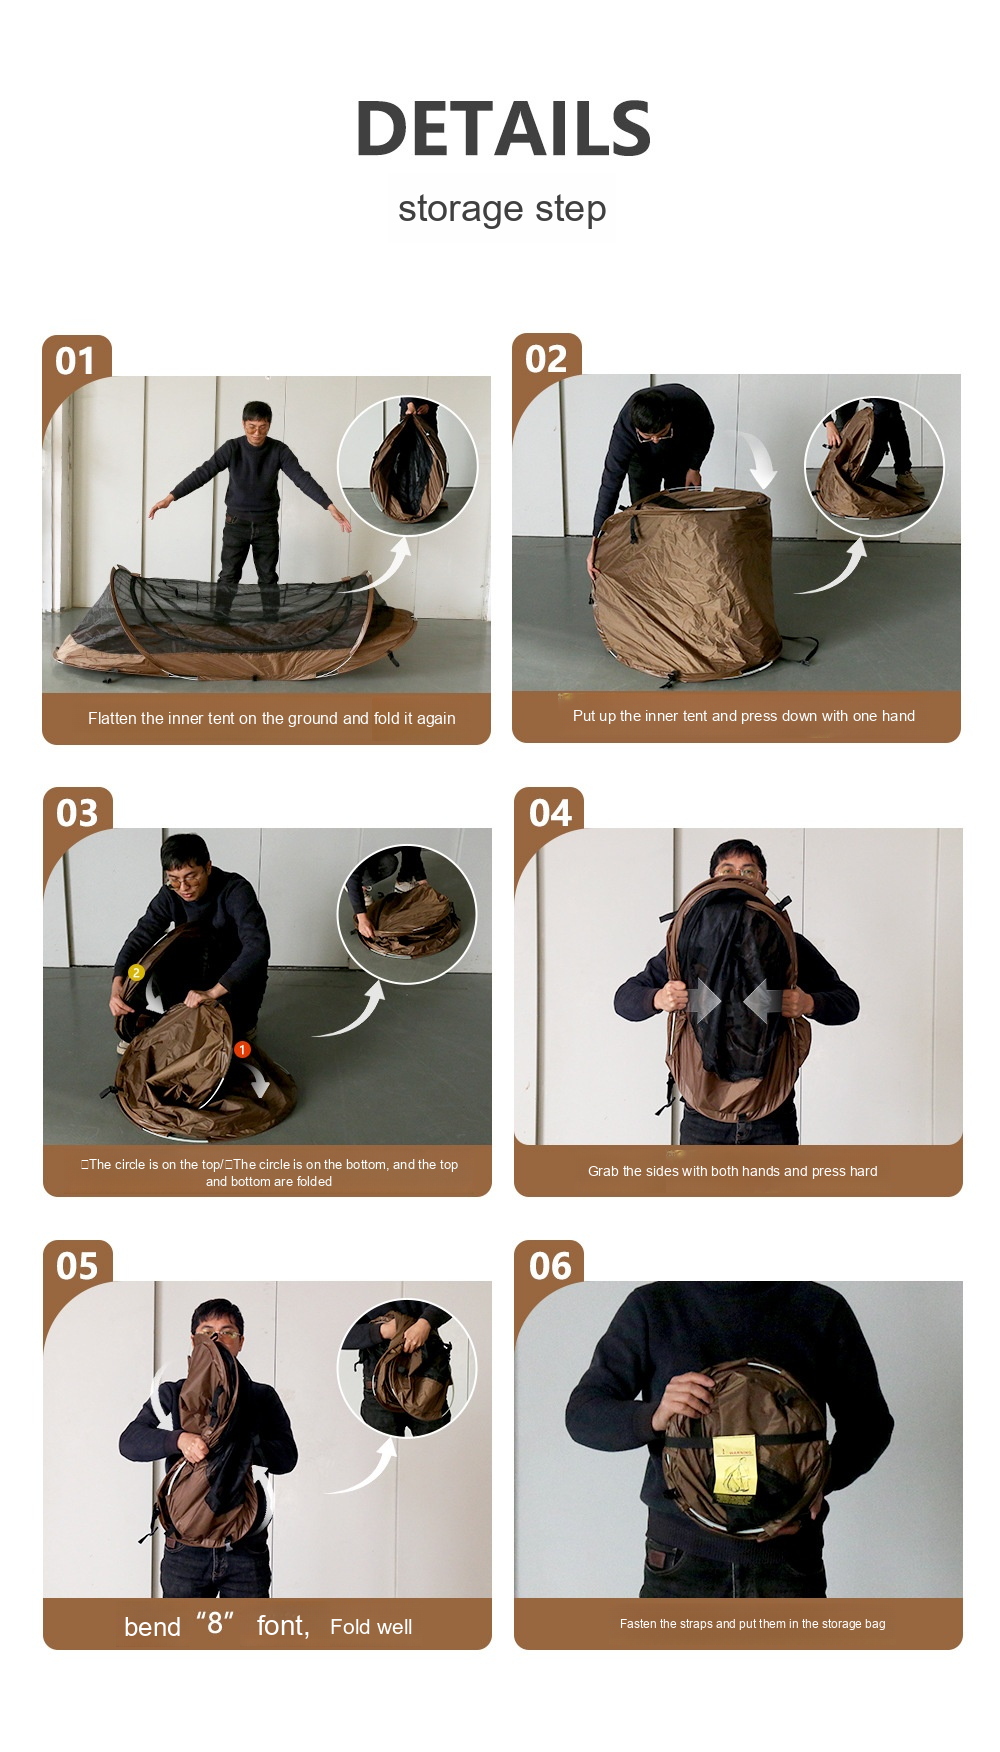 DETAILS
storage step
01
02
Flatten the inner tent on the ground and fold it again
Put up the inner tent and press down with one hand
03
04
2
1
□The circle is on the top/□The circle is on the bottom, and the top
and bottom are folded
Grab the sides with both hands and press hard
05
06
! WARNING
bend “8” font, Fold well
Fasten the straps and put them in the storage bag